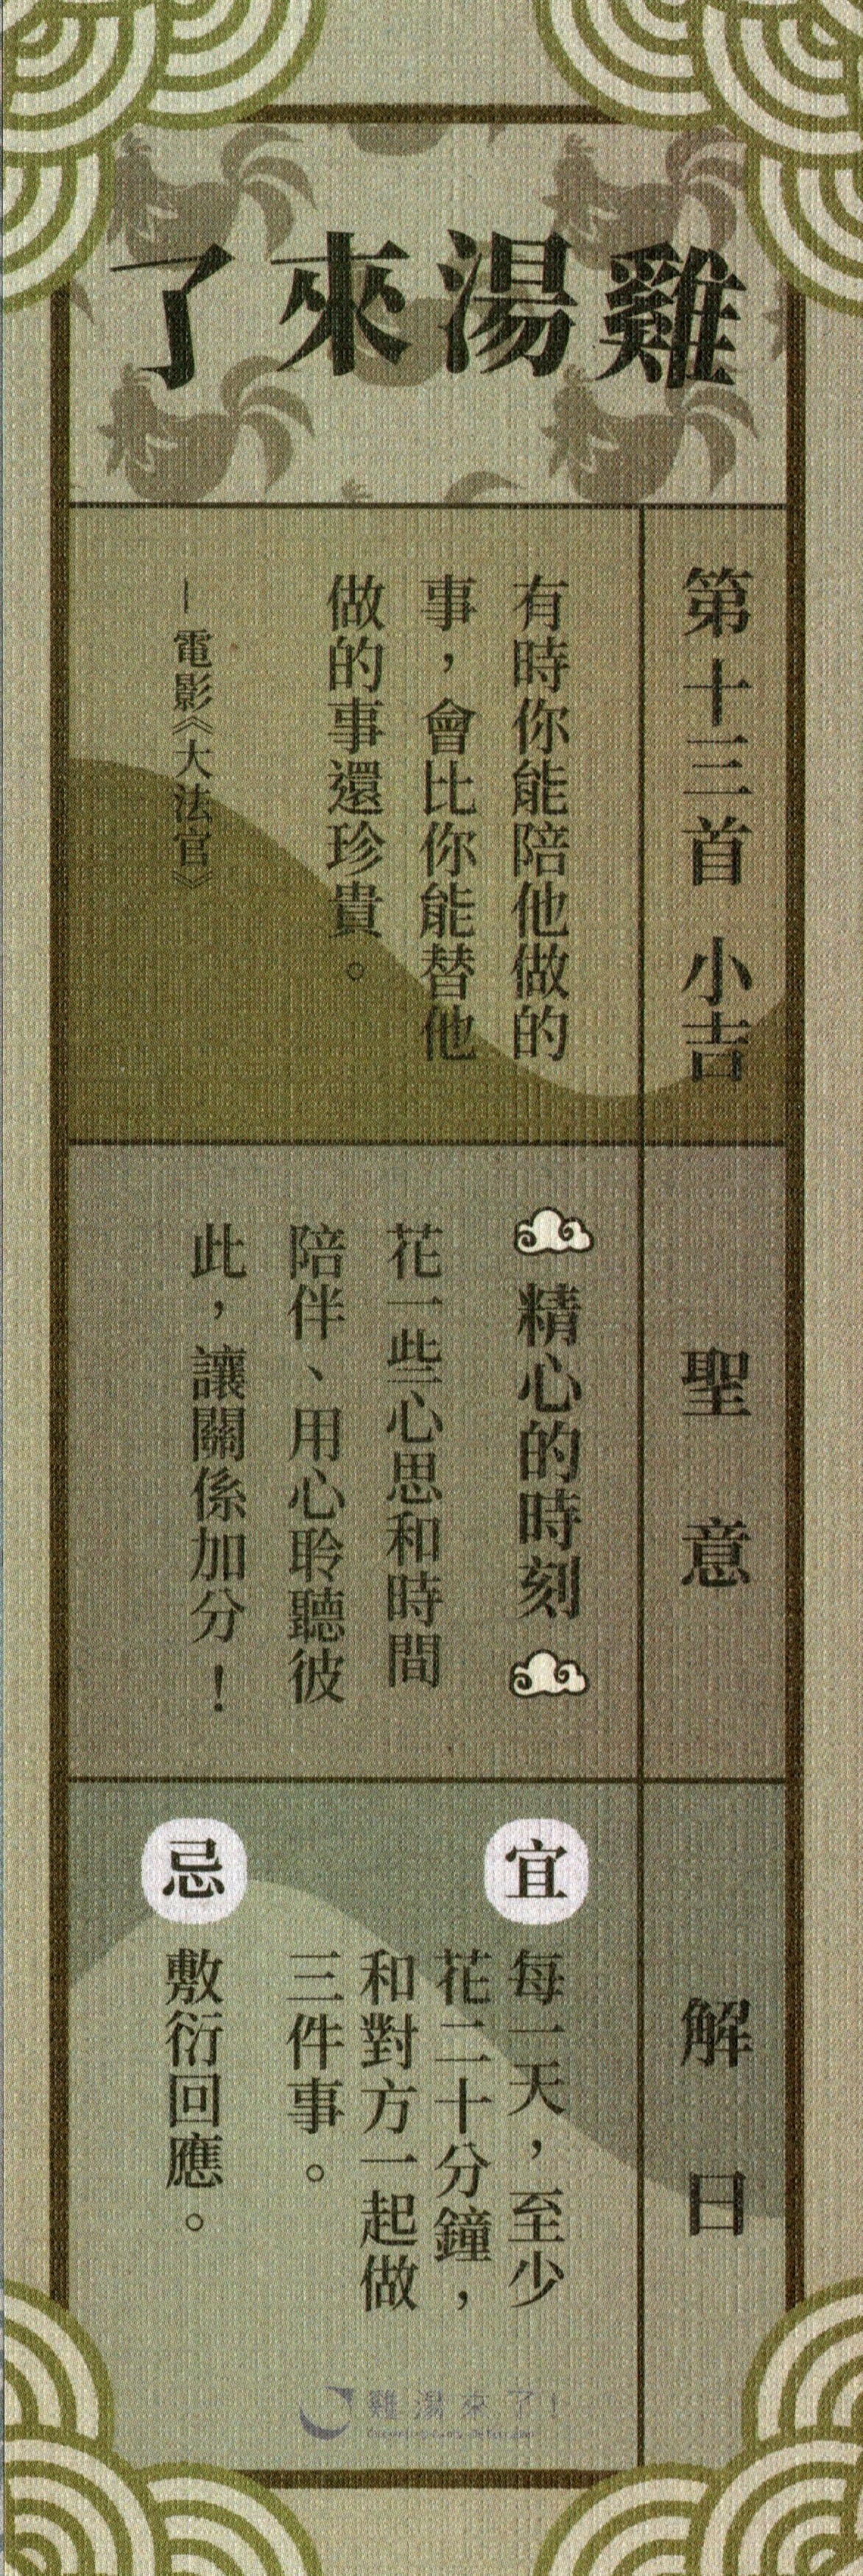 雞湯來了
第十三首 小吉
有時你能陪他做的
事，會比你能替他
做的事還珍貴。
—電影《大法官》
聖意
精心的時刻
花一些心思和時間
陪伴、用心聆聽彼
此，讓關係加分！
解曰
宜
每一天，至少
花二十分鐘，
和對方一起做
三件事。
忌
敷衍回應。
雞湯來了！